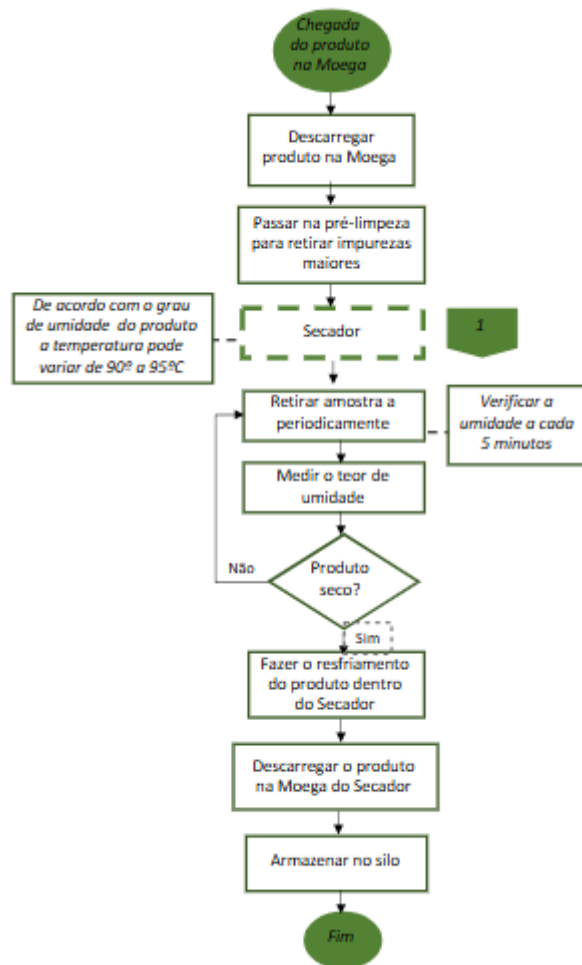 Chegada
do produto
na Moega
Descarregar
produto na Moega
Passar na pré-limpeza
para retirar impurezas
maiores
De acordo com o grau
de umidade do produto
a temperatura pode
variar de 90º a 95ºC
Secador
1
Retirar amostra a
periodicamente
Verificar a
umidade a cada
5 minutos
Medir o teor de
umidade
Produto
seco?
Não
Sim
Fazer o resfriamento
do produto dentro
do Secador
Descarregar o produto
na Moega do Secador
Armazenar no silo
Fim